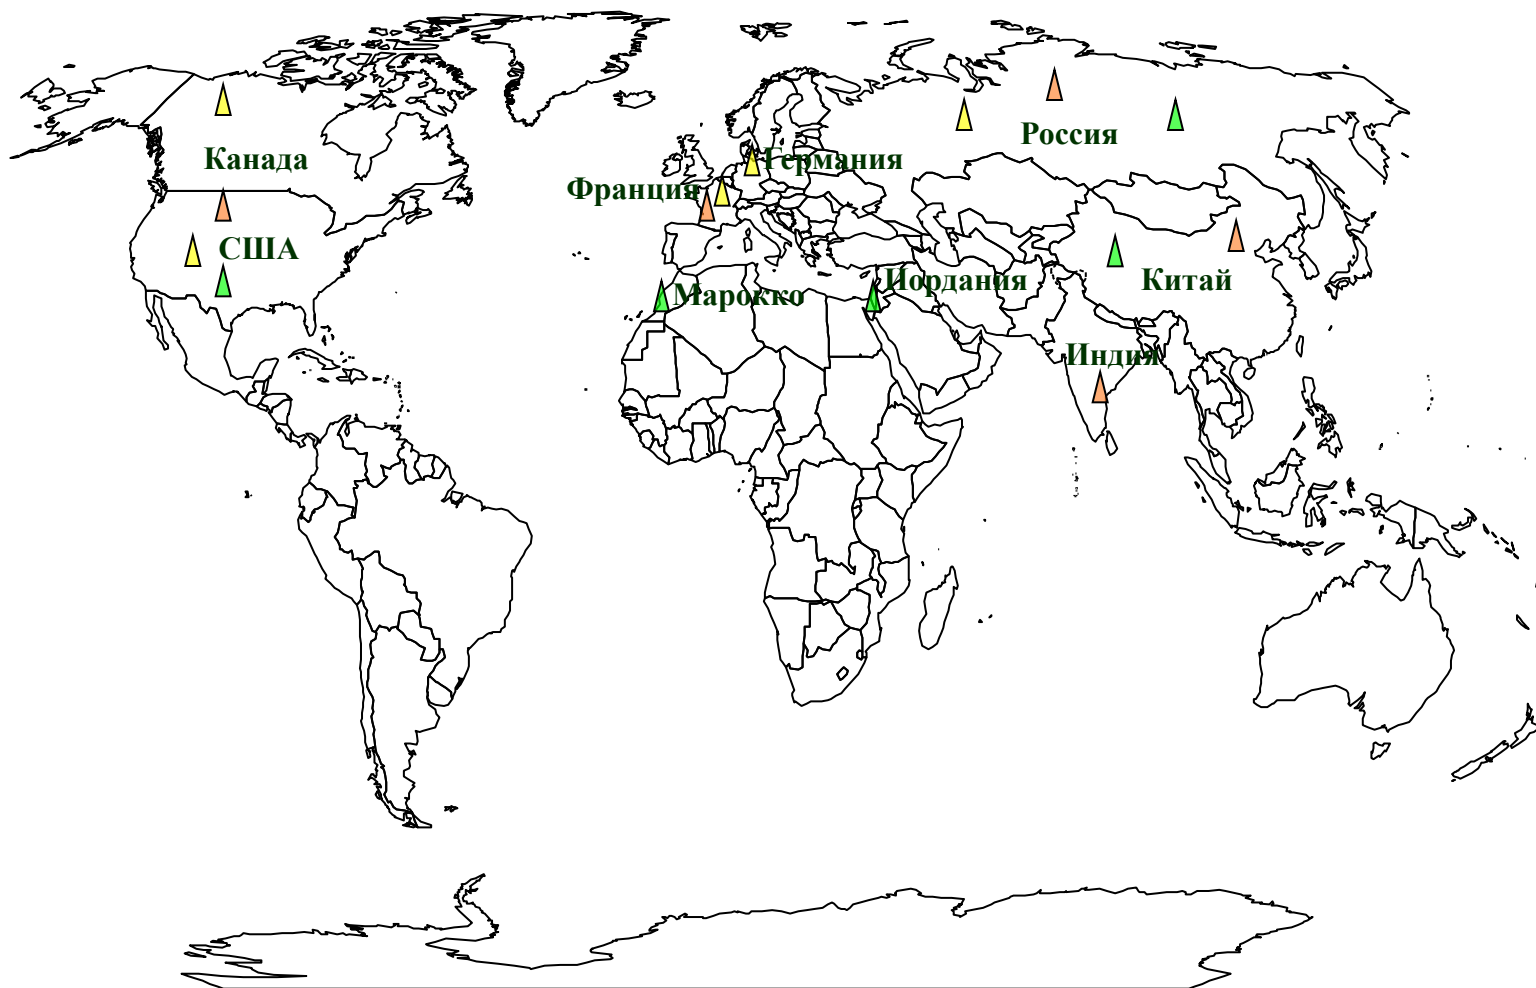 Россия
Канада
Германия
Франция
США
Марокко
Иордания
Китай
Индия